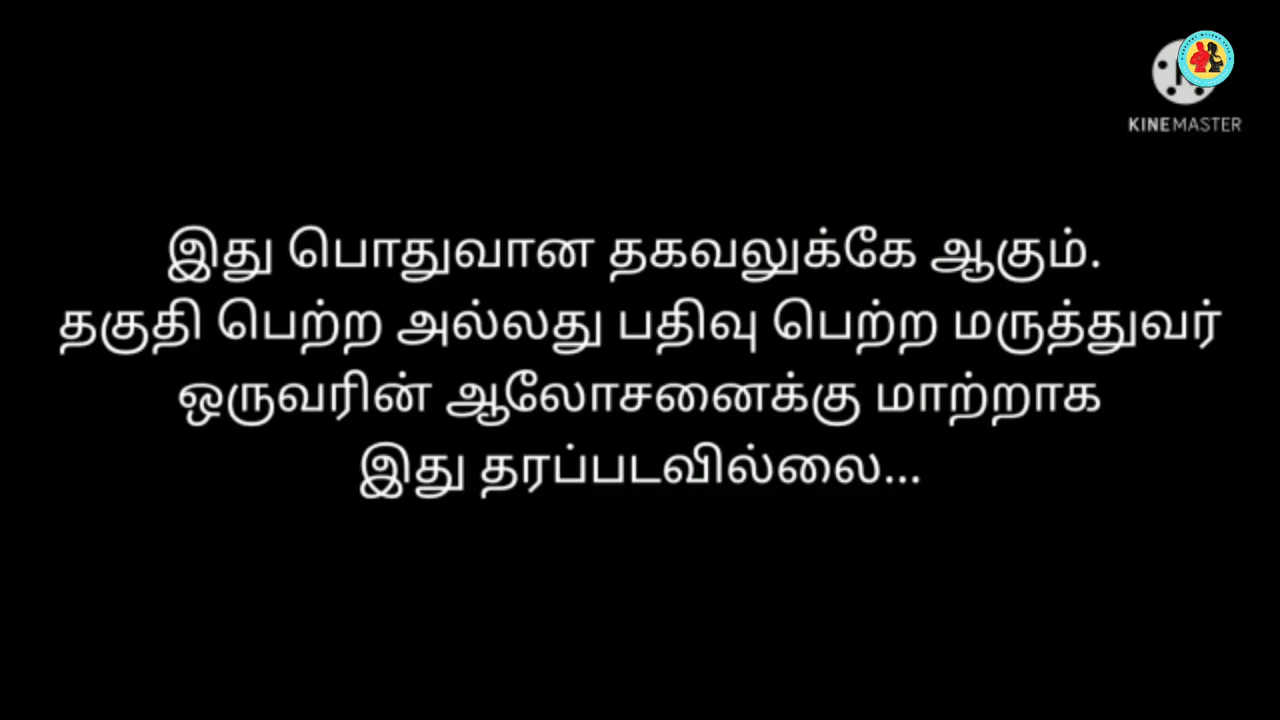 KINEMASTER
இது பொதுவான தகவலுக்கே ஆகும்.
தகுதி பெற்ற அல்லது பதிவு பெற்ற மருத்துவர்
ஒருவரின் ஆலோசனைக்கு மாற்றாக
இது தரப்படவில்லை...